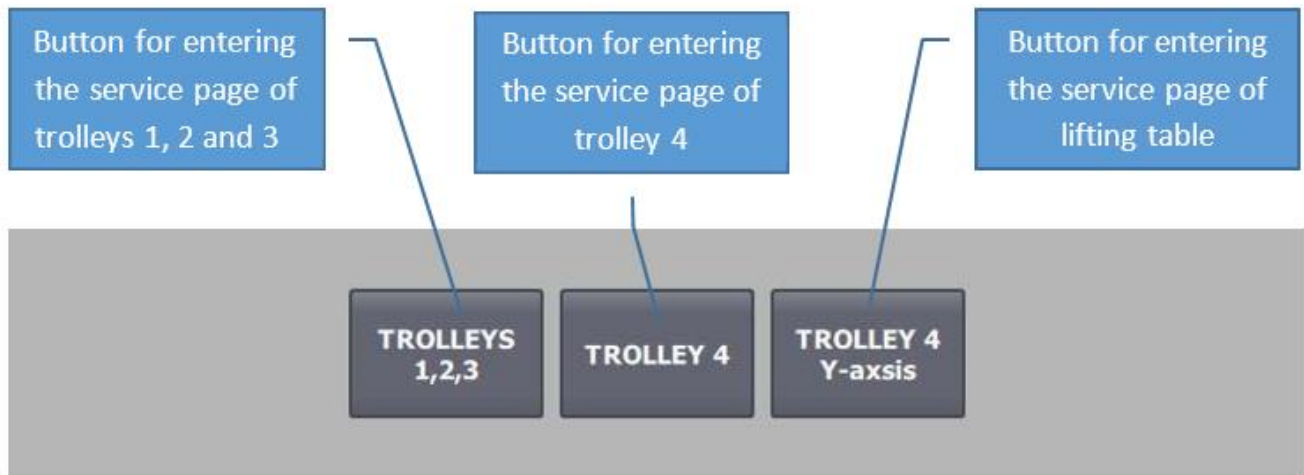 Button for entering
the service page of
trolleys 1, 2 and 3
Button for entering
the service page of
trolley 4
Button for entering
the service page of
lifting table
TROLLEYS
1,2,3
TROLLEY 4
TROLLEY 4
Y-axsis